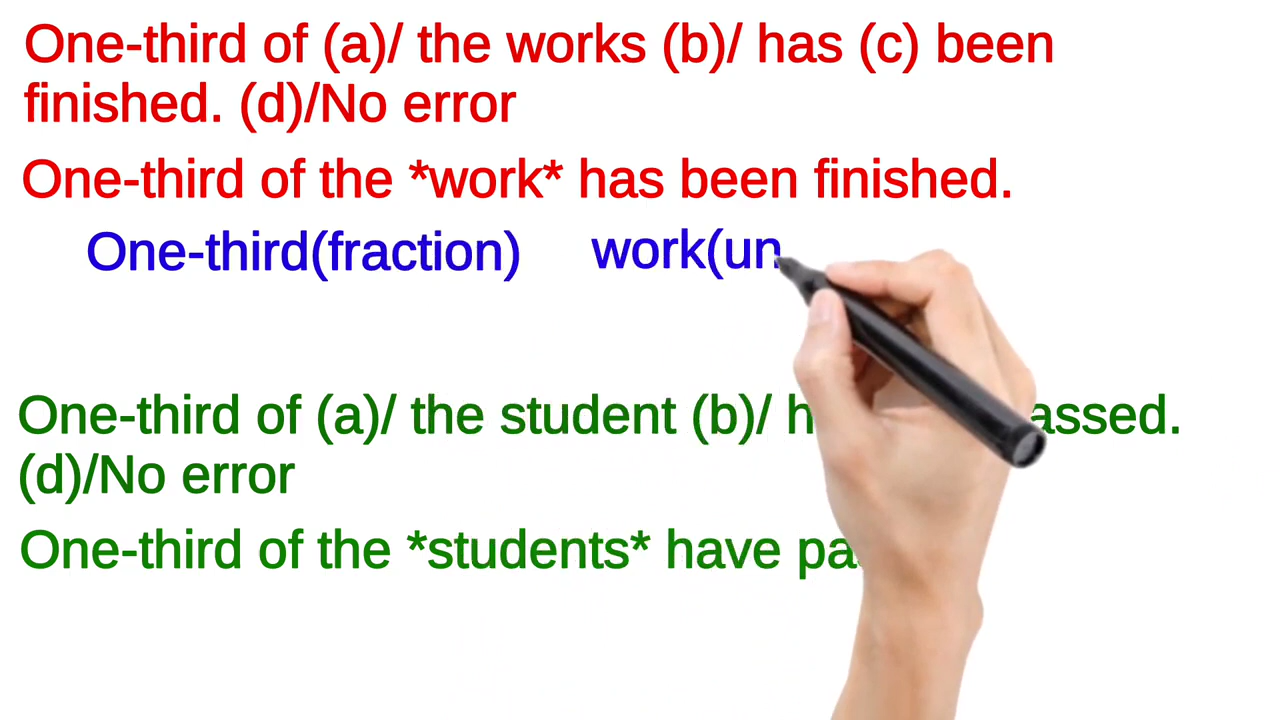 One-third of (a)/ the works (b)/ has (c) been
finished. (d)/No error
One-third of the *work* has been finished.
One-third(fraction) work(un
One-third of (a)/ the student (b)/
(d)/No error
One-third of the *students* have